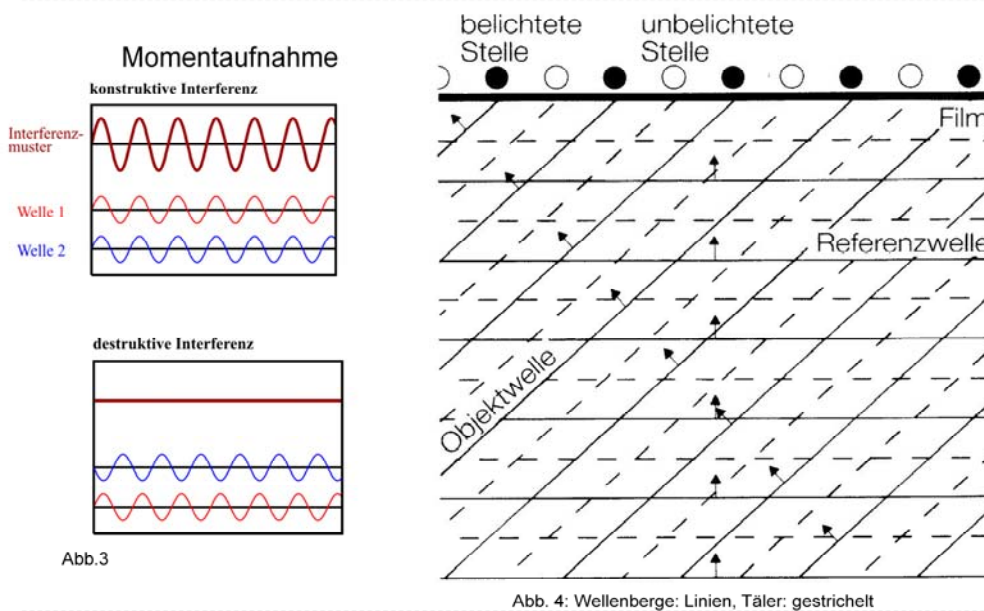 Momentaufnahme
konstruktive Interferenz
Interferenz-
muster
Welle 1
Welle 2
destruktive Interferenz
Abb.3
belichtete
Stelle
unbelichtete
Stelle
Film
Referenzwelle
Objektwelle
Abb. 4: Wellenberge: Linien, Täler: gestrichelt